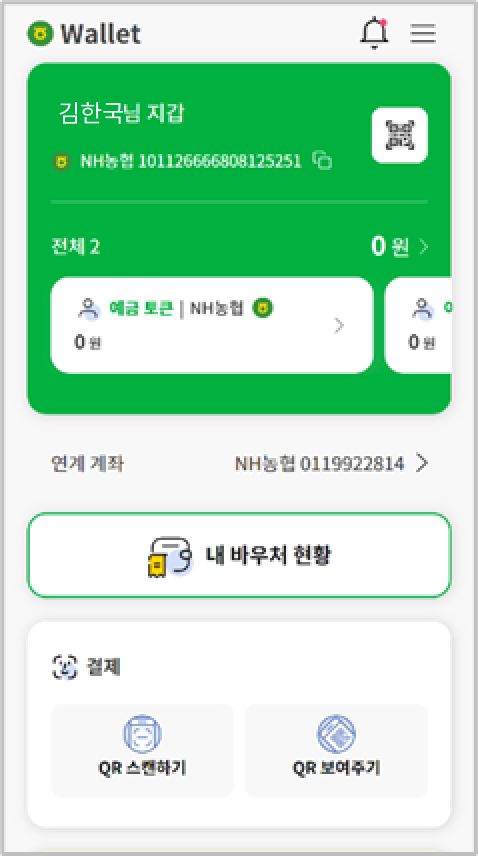 Wallet
김한국님 지갑
NH농협 101126666808125251
전체 2
0 원
예금 토큰 | NH농협
0 원
0 원
연계 계좌
NH농협 0119922814
내 바우처 현황
결제
QR 스캔하기
QR 보여주기